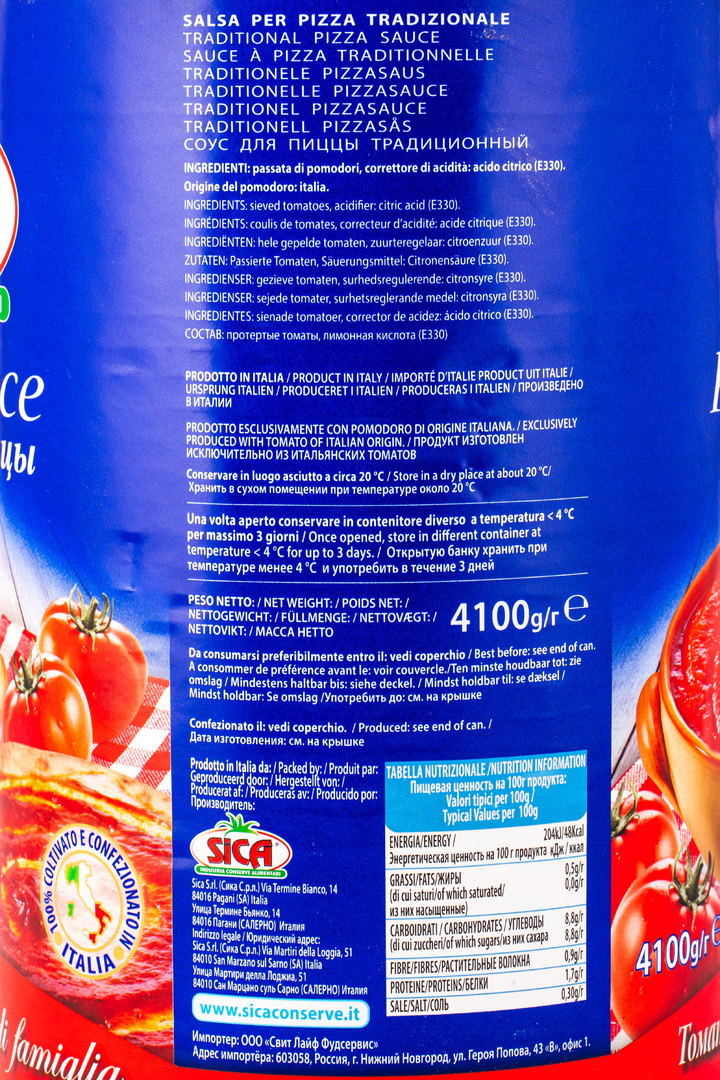 SALSA PER PIZZA TRADIZIONALE
TRADITIONAL PIZZA SAUCE
SAUCE À PIZZA TRADITIONNELLE
TRADITIONELE PIZZASAUS
TRADITIONELLE PIZZASAUCE
TRADITIONEL PIZZASAUCE
TRADITIONELL PIZZASÅS
СОУС ДЛЯ ПИЦЦЫ ТРАДИЦИОННЫЙ
INGREDIENTI: passata di pomodori, correttore di acidità: acido citrico (E330).
Origine del pomodoro: italia.
INGREDIENTS: sieved tomatoes, acidifier: citric acid (E330).
INGRÉDIENTS: coulis de tomates, correcteur d'acidité: acide citrique (E330).
INGREDIËNTEN: hele gepelde tomaten, zuurteregelaar: citroenzuur (E330).
ZUTATEN: Passierte Tomaten, Säuerungsmittel: Citronensäure (E330).
INGREDIENSER: gezieve tomaten, surhedsregulerende: citronsyre (E330).
INGREDIENSER: sejede tomater, surhetsreglerande medel: citronsyra (E330).
INGREDIENTES: sienade tomatoer, corrector de acidez: ácido cítrico (E330).
СОСТАВ: протертые томаты, лимонная кислота (E330)
PRODOTTO IN ITALIA / PRODUCT IN ITALY / IMPORTÉ D'ITALIE PRODUCT UIT ITALIE /
URSPRUNG ITALIEN / PRODUCERET I ITALIEN / PRODUCERAS I ITALIEN / ПРОИЗВЕДЕНО
В ИТАЛИИ
PRODOTTO ESCLUSIVAMENTE CON POMODORO DI ORIGINE ITALIANA. / EXCLUSIVELY
PRODUCED WITH TOMATO OF ITALIAN ORIGIN. / ПРОДУКТ ИЗГОТОВЛЕН
ИСКЛЮЧИТЕЛЬНО ИЗ ИТАЛЬЯНСКИХ ТОМАТОВ
Conservare in luogo asciutto a circa 20 °C / Store in a dry place at about 20 °C/
Хранить в сухом помещении при температуре около 20 °C
Una volta aperto conservare in contenitore diverso a temperatura < 4 °C
per massimo 3 giorni / Once opened, store in different container at
temperature < 4 °C for up to 3 days. / Открытую банку хранить при
температуре менее 4 °C и употребить в течение 3 дней
PESO NETTO: / NET WEIGHT: / POIDS NET: /
NETTOGEWICHT: / FÜLLMENGE: / NETTOVÆGT: /
NETTOVIKT: / МАССА НЕТТО
4100g/r ℮
Da consumarsi preferibilmente entro il: vedi coperchio / Best before: see end of can.
A consommer de préférence avant le: voir couvercle./Ten minste houdbaar tot: zie
omslag / Mindestens haltbar bis: siehe deckel. / Mindst holdbar til: se dæksel /
Mindst holdbar: Se omslag /Употребить до: см. на крышке
Confezionato il: vedi coperchio. / Produced: see end of can. /
Дата изготовления: см. на крышке
Prodotto in Italia da: / Packed by: / Produit par:
Geproduceerd door: / Hergestellt von: /
Producerat af: / Produceras av: / Producido por:
Производитель:
SICA
INDUSTRIA CONSERVE ALIMENTARI
Sica S.r.l. (Сика С.р.л.) Via Termine Bianco, 14
84016 Pagani (SA) Italia
Улица Термине Бьянко, 14
84016 Пагани (САЛЕРНО) Италия
Indirizzo legale / Юридический адрес:
Sica S.r.l. (Сика С.р.л.) Via Martiri della Loggia, 51
84010 San Marzano sul Sarno (SA) Italia
Улица Мартири делла Лоджиа, 51
84010 Сан Марцано суль Сарно (САЛЕРНО) Италия
www.sicaconserve.it
TABELLA NUTRIZIONALE /NUTRITION INFORMATION
Пищевая ценность на 100г продукта:
Valori tipici per 100g/
Typical Values per 100g
ENERGIA/ENERGY / 204kJ/48Kcal
Энергетическая ценность на 100 г продукта кДж / ккал
GRASSI/FATS/ЖИРЫ 0,5g/r
(di cui saturi/of which saturated/ 0,0g/r
из них насыщенные)
CARBOIDRATI / CARBOHYDRATES / УГЛЕВОДЫ 8,8g/r
(di cui zuccheri/of which sugars/из них сахара 8,8g/r
FIBRE/FIBRES/РАСТИТЕЛЬНЫЕ ВОЛОКНА 0,9g/r
PROTEINE/PROTEINS/БЕЛКИ 1,7g/r
SALE/SALT/СОЛЬ 0,30g/r
Импортер: ООО «Свит Лайф Фудсервис»
Адрес импортёра: 603058, Россия, г. Нижний Новгород, ул. Героя Попова, 43 «В», офис 1.
ce
цы
100% COLTIVATO E CONFEZIONATO IN
ITALIA
di famiglia
4100g/r ℮